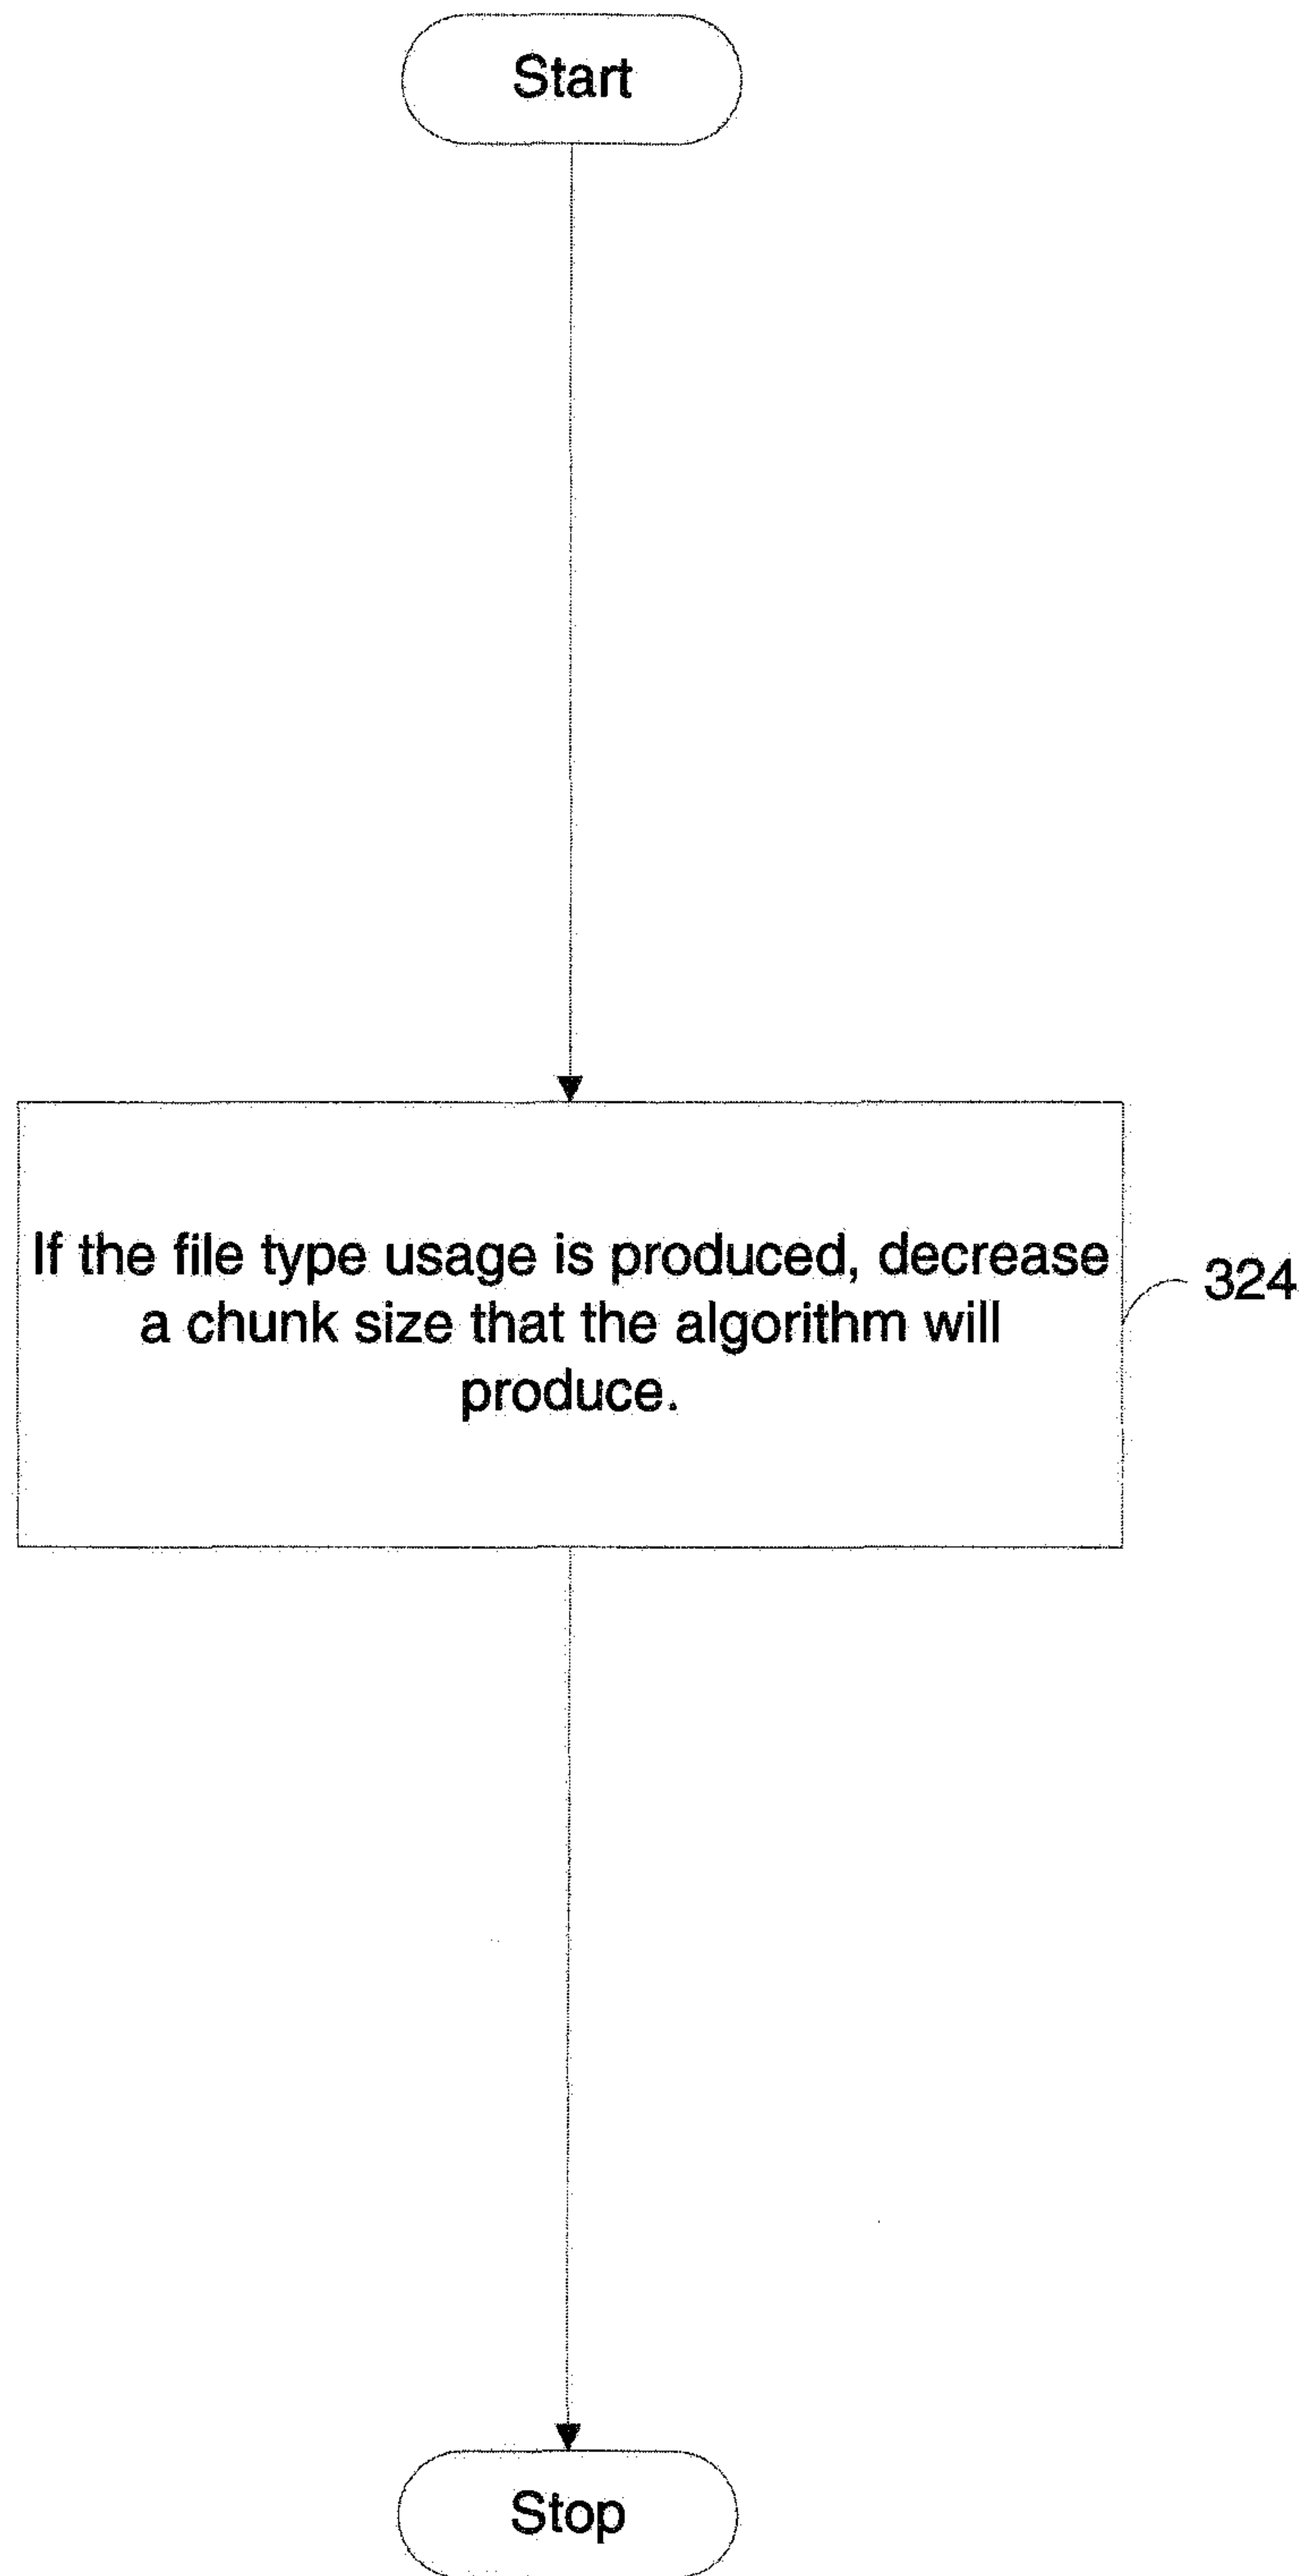 Start
If the file type usage is produced, decrease
a chunk size that the algorithm will
produce.
324
Stop